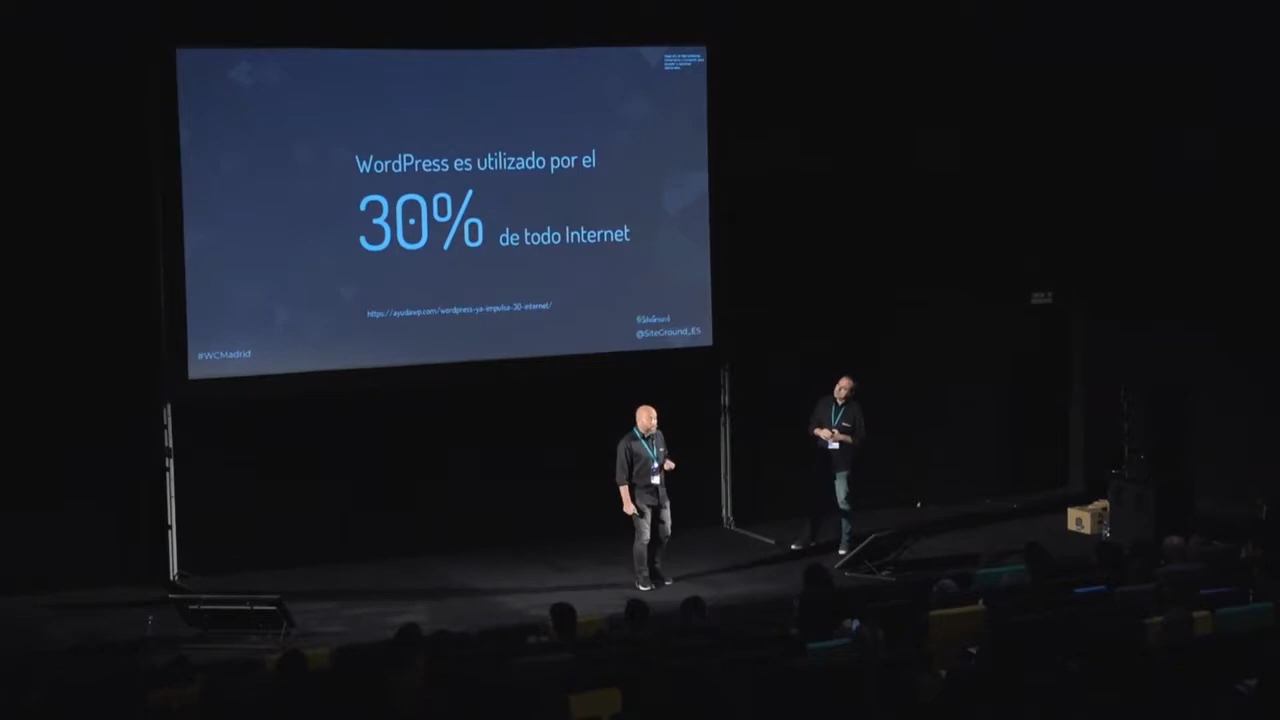 WordPress es utilizado por el
30% de todo Internet
https://ayudawp.com/wordpress-ya-impulsa-30-internet/
@SiteGround_ES
#WCMadrid